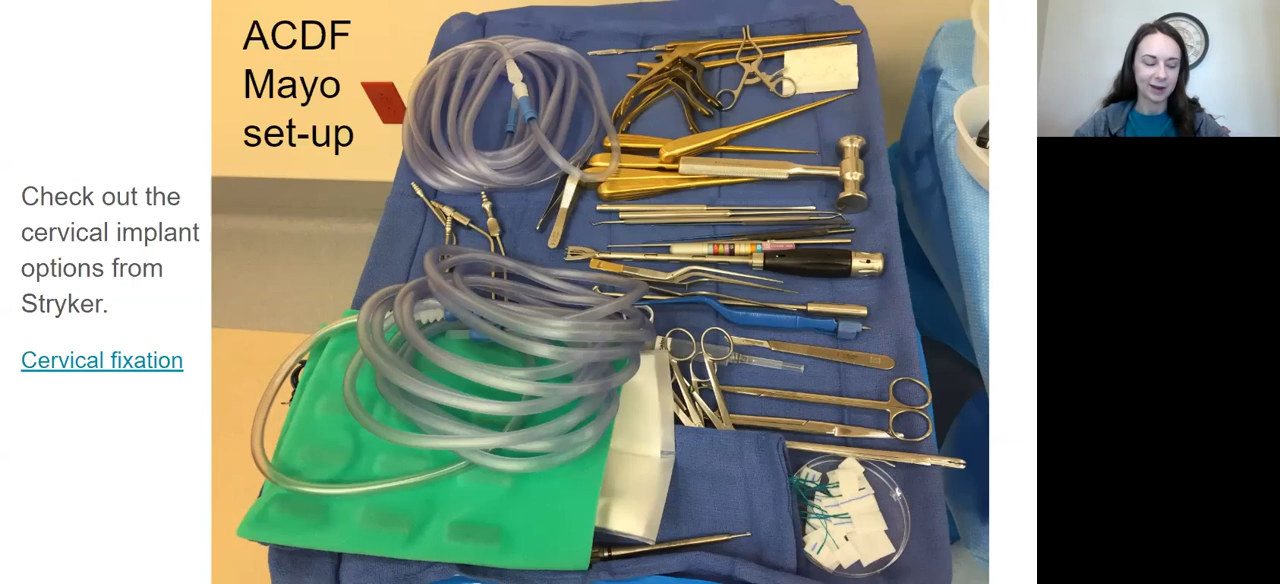 ACDF
Mayo
set-up
Check out the
cervical implant
options from
Stryker.
Cervical fixation